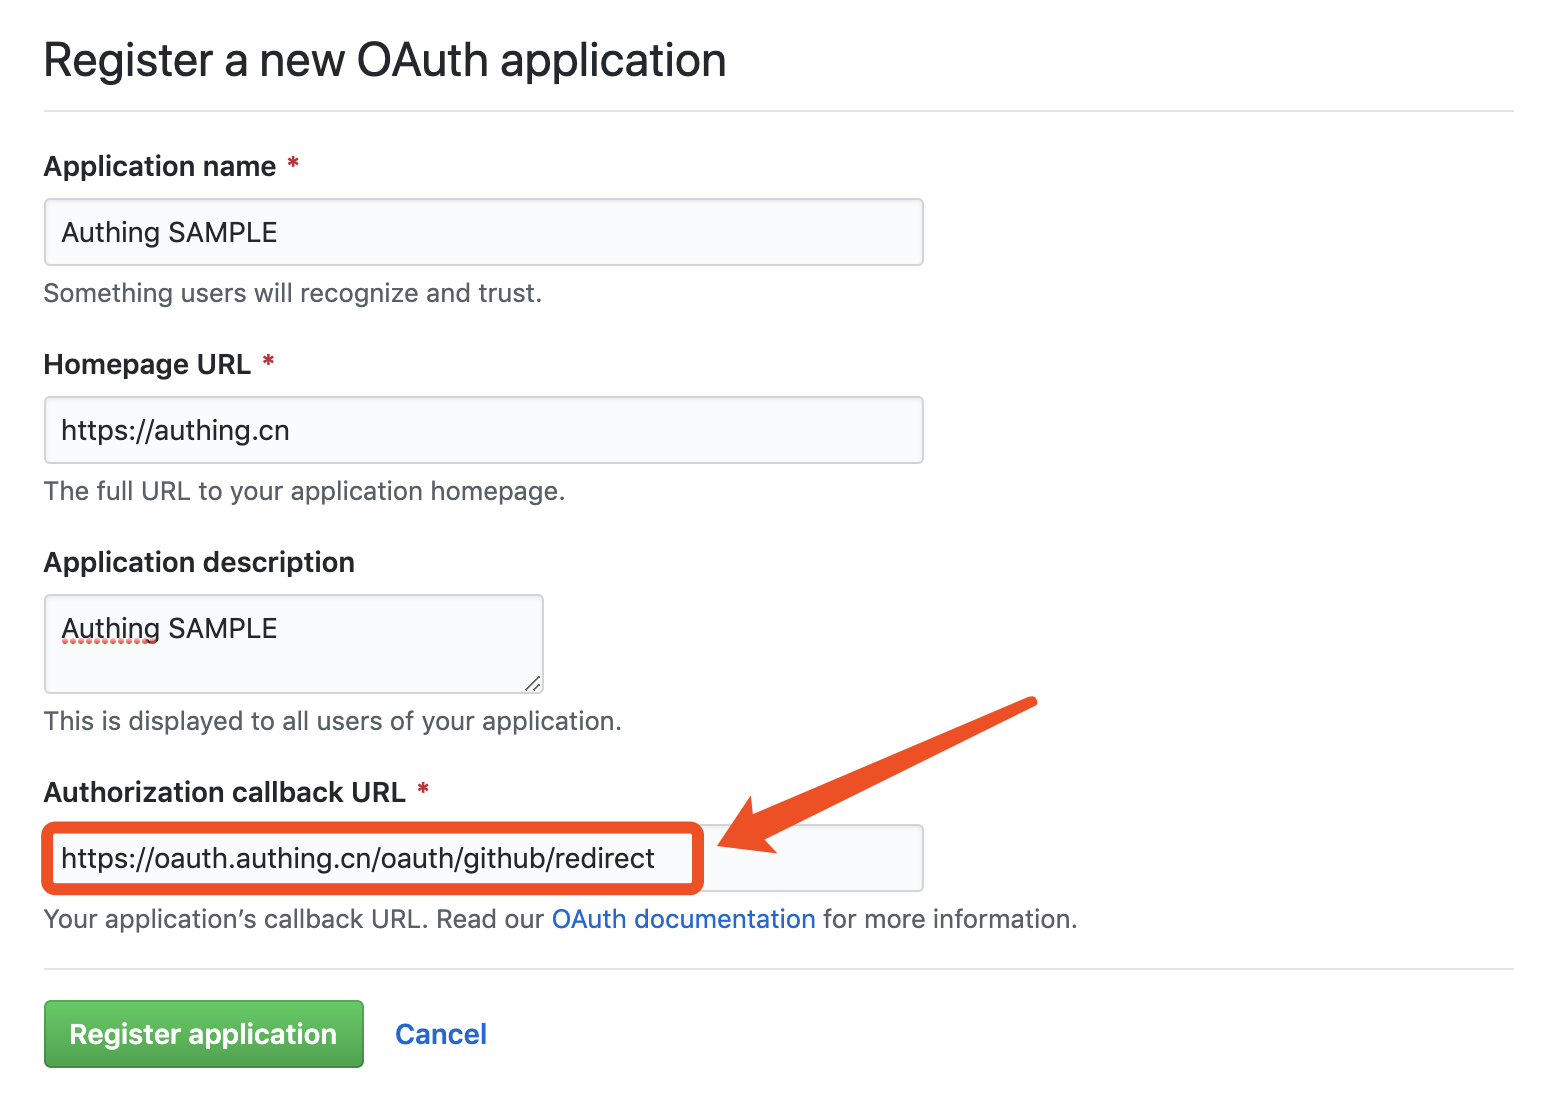 Register a new OAuth application
Application name *
Authing SAMPLE
Something users will recognize and trust.
Homepage URL *
https://authing.cn
The full URL to your application homepage.
Application description
Authing SAMPLE
This is displayed to all users of your application.
Authorization callback URL *
https://oauth.authing.cn/oauth/github/redirect
Your application’s callback URL. Read our OAuth documentation for more information.
Register application Cancel